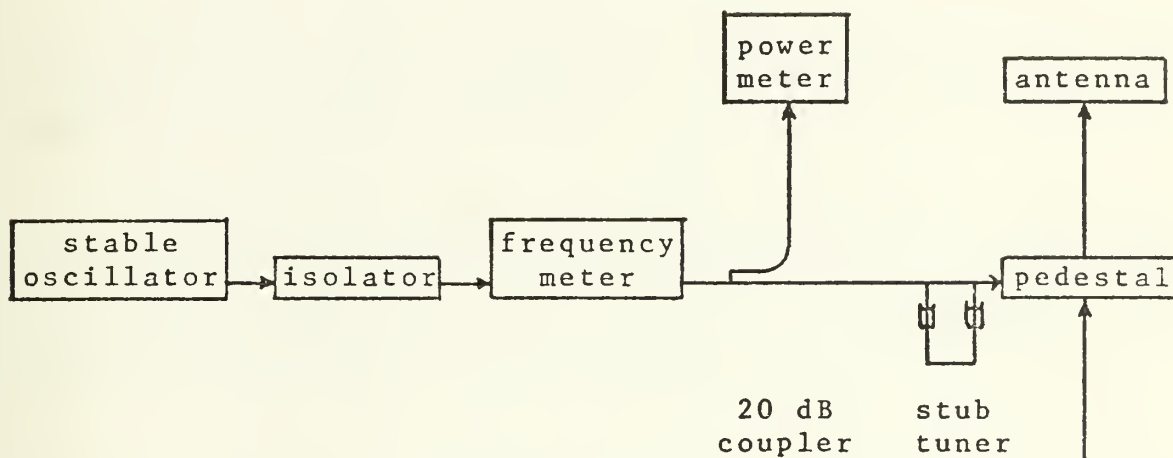 power
meter
antenna
stable
oscillator
isolator
frequency
meter
pedestal
20 dB
coupler
stub
tuner